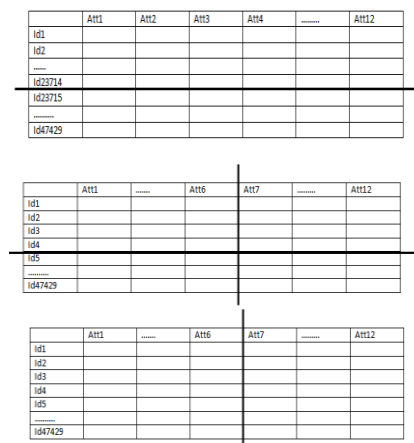 Att1 Att2 Att3 Att4 ......... Att12
Id1
Id2
......
Id23714
Id23715
..........
Id47429
Att1 ....... Att6 Att7 ......... Att12
Id1
Id2
Id3
Id4
Id5
..........
Id47429
Att1 ....... Att6 Att7 ......... Att12
Id1
Id2
Id3
Id4
Id5
..........
Id47429